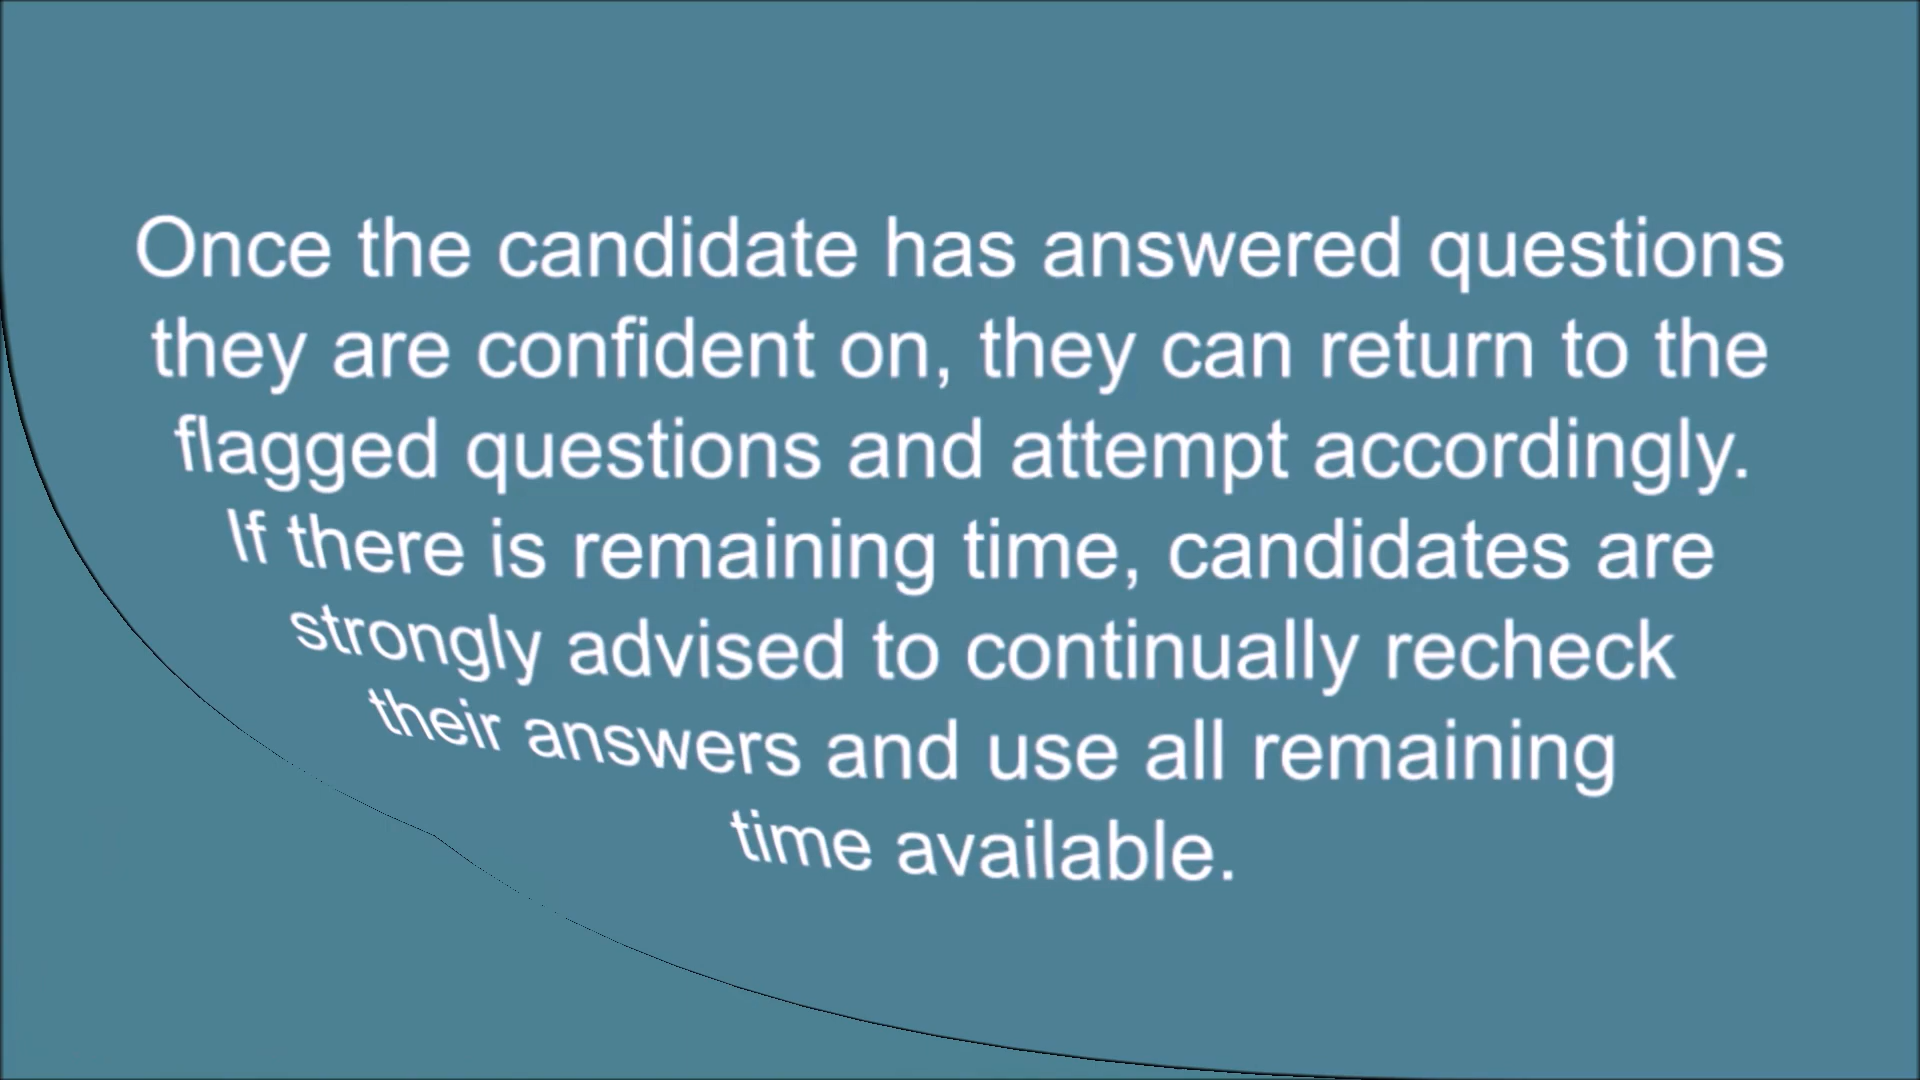 Once the candidate has answered questions
they are confident on, they can return to the
flagged questions and attempt accordingly.
If there is remaining time, candidates are
strongly advised to continually recheck
their answers and use all remaining
time available.